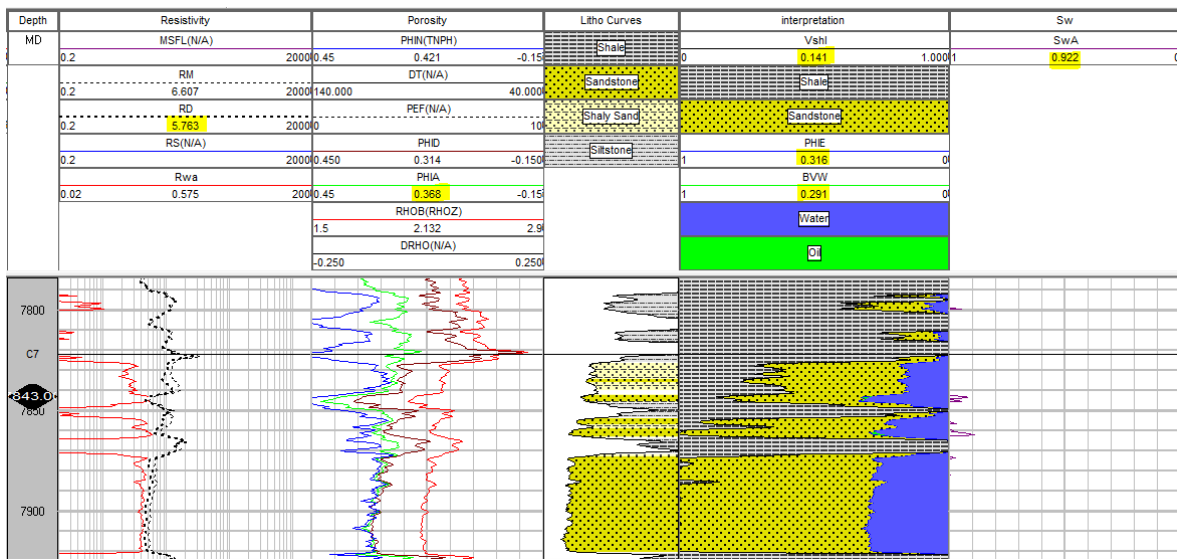 Depth Resistivity Porosity Litho Curves interpretation Sw
MD MSFL(N/A) PHIN(TNPH) Shale Vshl SwA
0.2 2000 0.45 0.421 -0.15 0 0.141 1.000 1 0.922 0
RM DT(N/A) Sandstone Shale
0.2 6.607 2000 140.000 40.000
RD PEF(N/A) Shaly Sand Sandstone
0.2 5.763 2000 0 10
RS(N/A) PHID Siltstone PHIE
0.2 2000 0.450 0.314 -0.150 1 0.316 0
Rwa PHIA BVW
0.02 0.575 200 0.45 0.368 -0.15 1 0.291 0
RHOB(RHOZ) Water
1.5 2.132 2.9
DRHO(N/A) Oil
-0.250 0.250
7800
C7
843.0
7850
7900